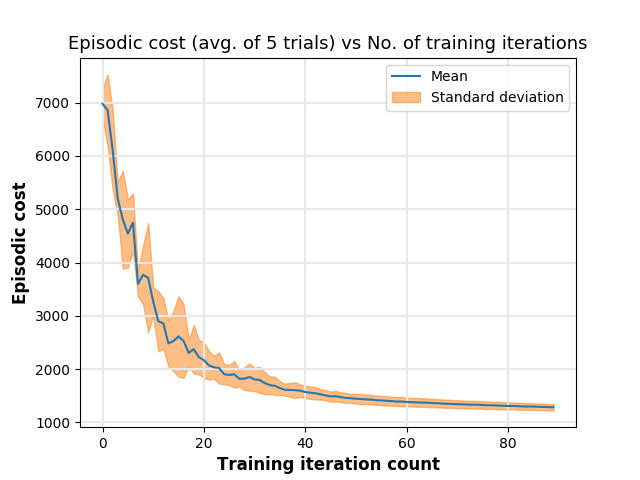 Episodic cost (avg. of 5 trials) vs No. of training iterations
Mean
Standard deviation
7000
6000
5000
4000
3000
2000
1000
Episodic cost
0 20 40 60 80
Training iteration count